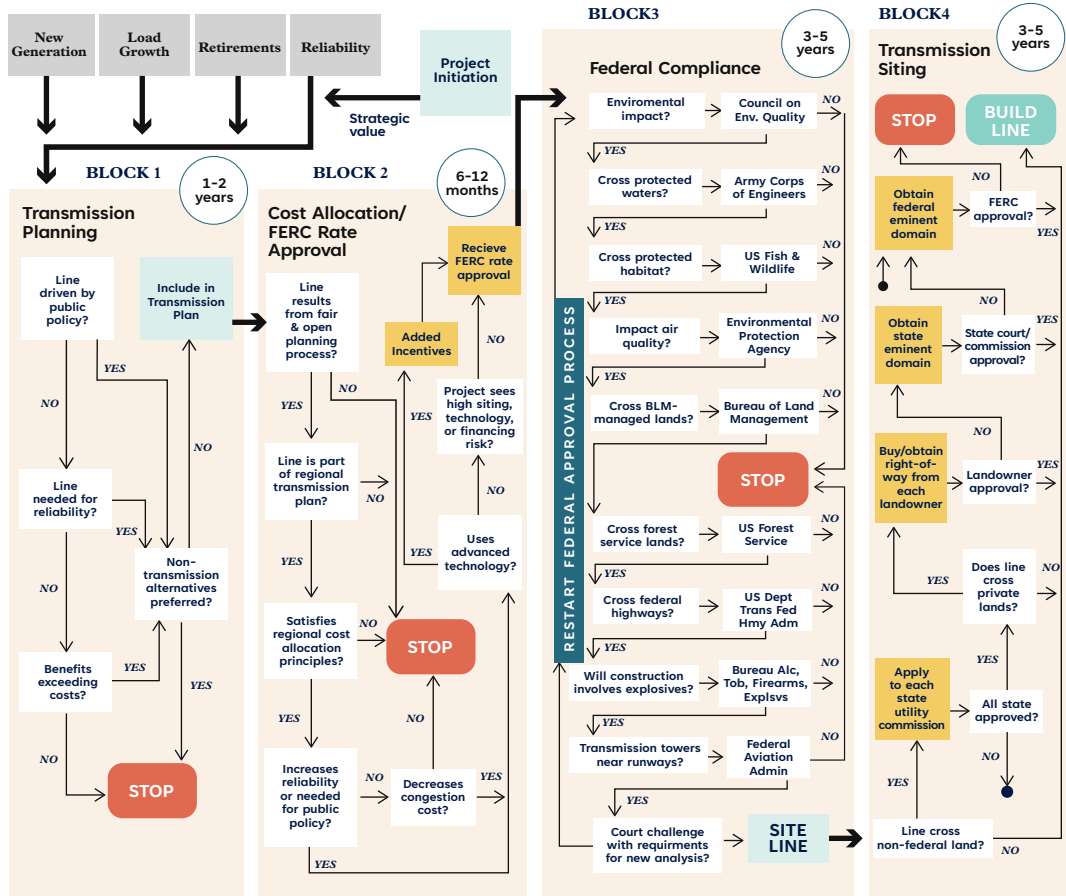 New
Generation
Load
Growth
Retirements
Reliability
Project
Initiation
Strategic
value
BLOCK 1
1-2
years
Transmission
Planning
Line
driven by
public
policy?
Include in
Transmission
Plan
YES
NO
NO
Line
needed for
reliability?
YES
Non-
transmission
alternatives
preferred?
NO
Benefits
exceeding
costs?
YES
YES
NO
STOP
BLOCK 2
6-12
months
Cost Allocation/
FERC Rate
Approval
Recieve
FERC rate
approval
Line
results
from fair
& open
planning
process?
Added
Incentives
NO
NO
YES
YES
Project sees
high siting,
technology,
or financing
risk?
Line is part
of regional
transmission
plan?
NO
NO
YES
YES
Uses
advanced
technology?
Satisfies
regional cost
allocation
principles?
NO
STOP
YES
NO
Increases
reliability
or needed
for public
policy?
NO
Decreases
congestion
cost?
YES
YES
BLOCK3
3-5
years
Federal Compliance
Enviromental
impact?
Council on
Env. Quality
NO
YES
Cross protected
waters?
Army Corps
of Engineers
NO
YES
Cross protected
habitat?
US Fish &
Wildlife
NO
YES
Impact air
quality?
Environmental
Protection
Agency
NO
YES
Cross BLM-
managed lands?
Bureau of Land
Management
NO
STOP
RESTART FEDERAL APPROVAL PROCESS
Cross forest
service lands?
US Forest
Service
NO
YES
Cross federal
highways?
US Dept
Trans Fed
Hmy Adm
NO
YES
Will construction
involves explosives?
Bureau Alc,
Tob, Firearms,
Explsvs
NO
YES
Transmission towers
near runways?
Federal
Aviation
Admin
NO
YES
Court challenge
with requirments
for new analysis?
SITE
LINE
BLOCK4
3-5
years
Transmission
Siting
STOP
BUILD
LINE
NO
Obtain
federal
eminent
domain
FERC
approval?
YES
NO
Obtain
state
eminent
domain
State court/
commission
approval?
YES
NO
Buy/obtain
right-of-
way from
each
landowner
Landowner
approval?
YES
YES
Does line
cross
private
lands?
NO
YES
Apply
to each
state
utility
commission
All state
approved?
NO
YES
Line cross
non-federal land?
NO